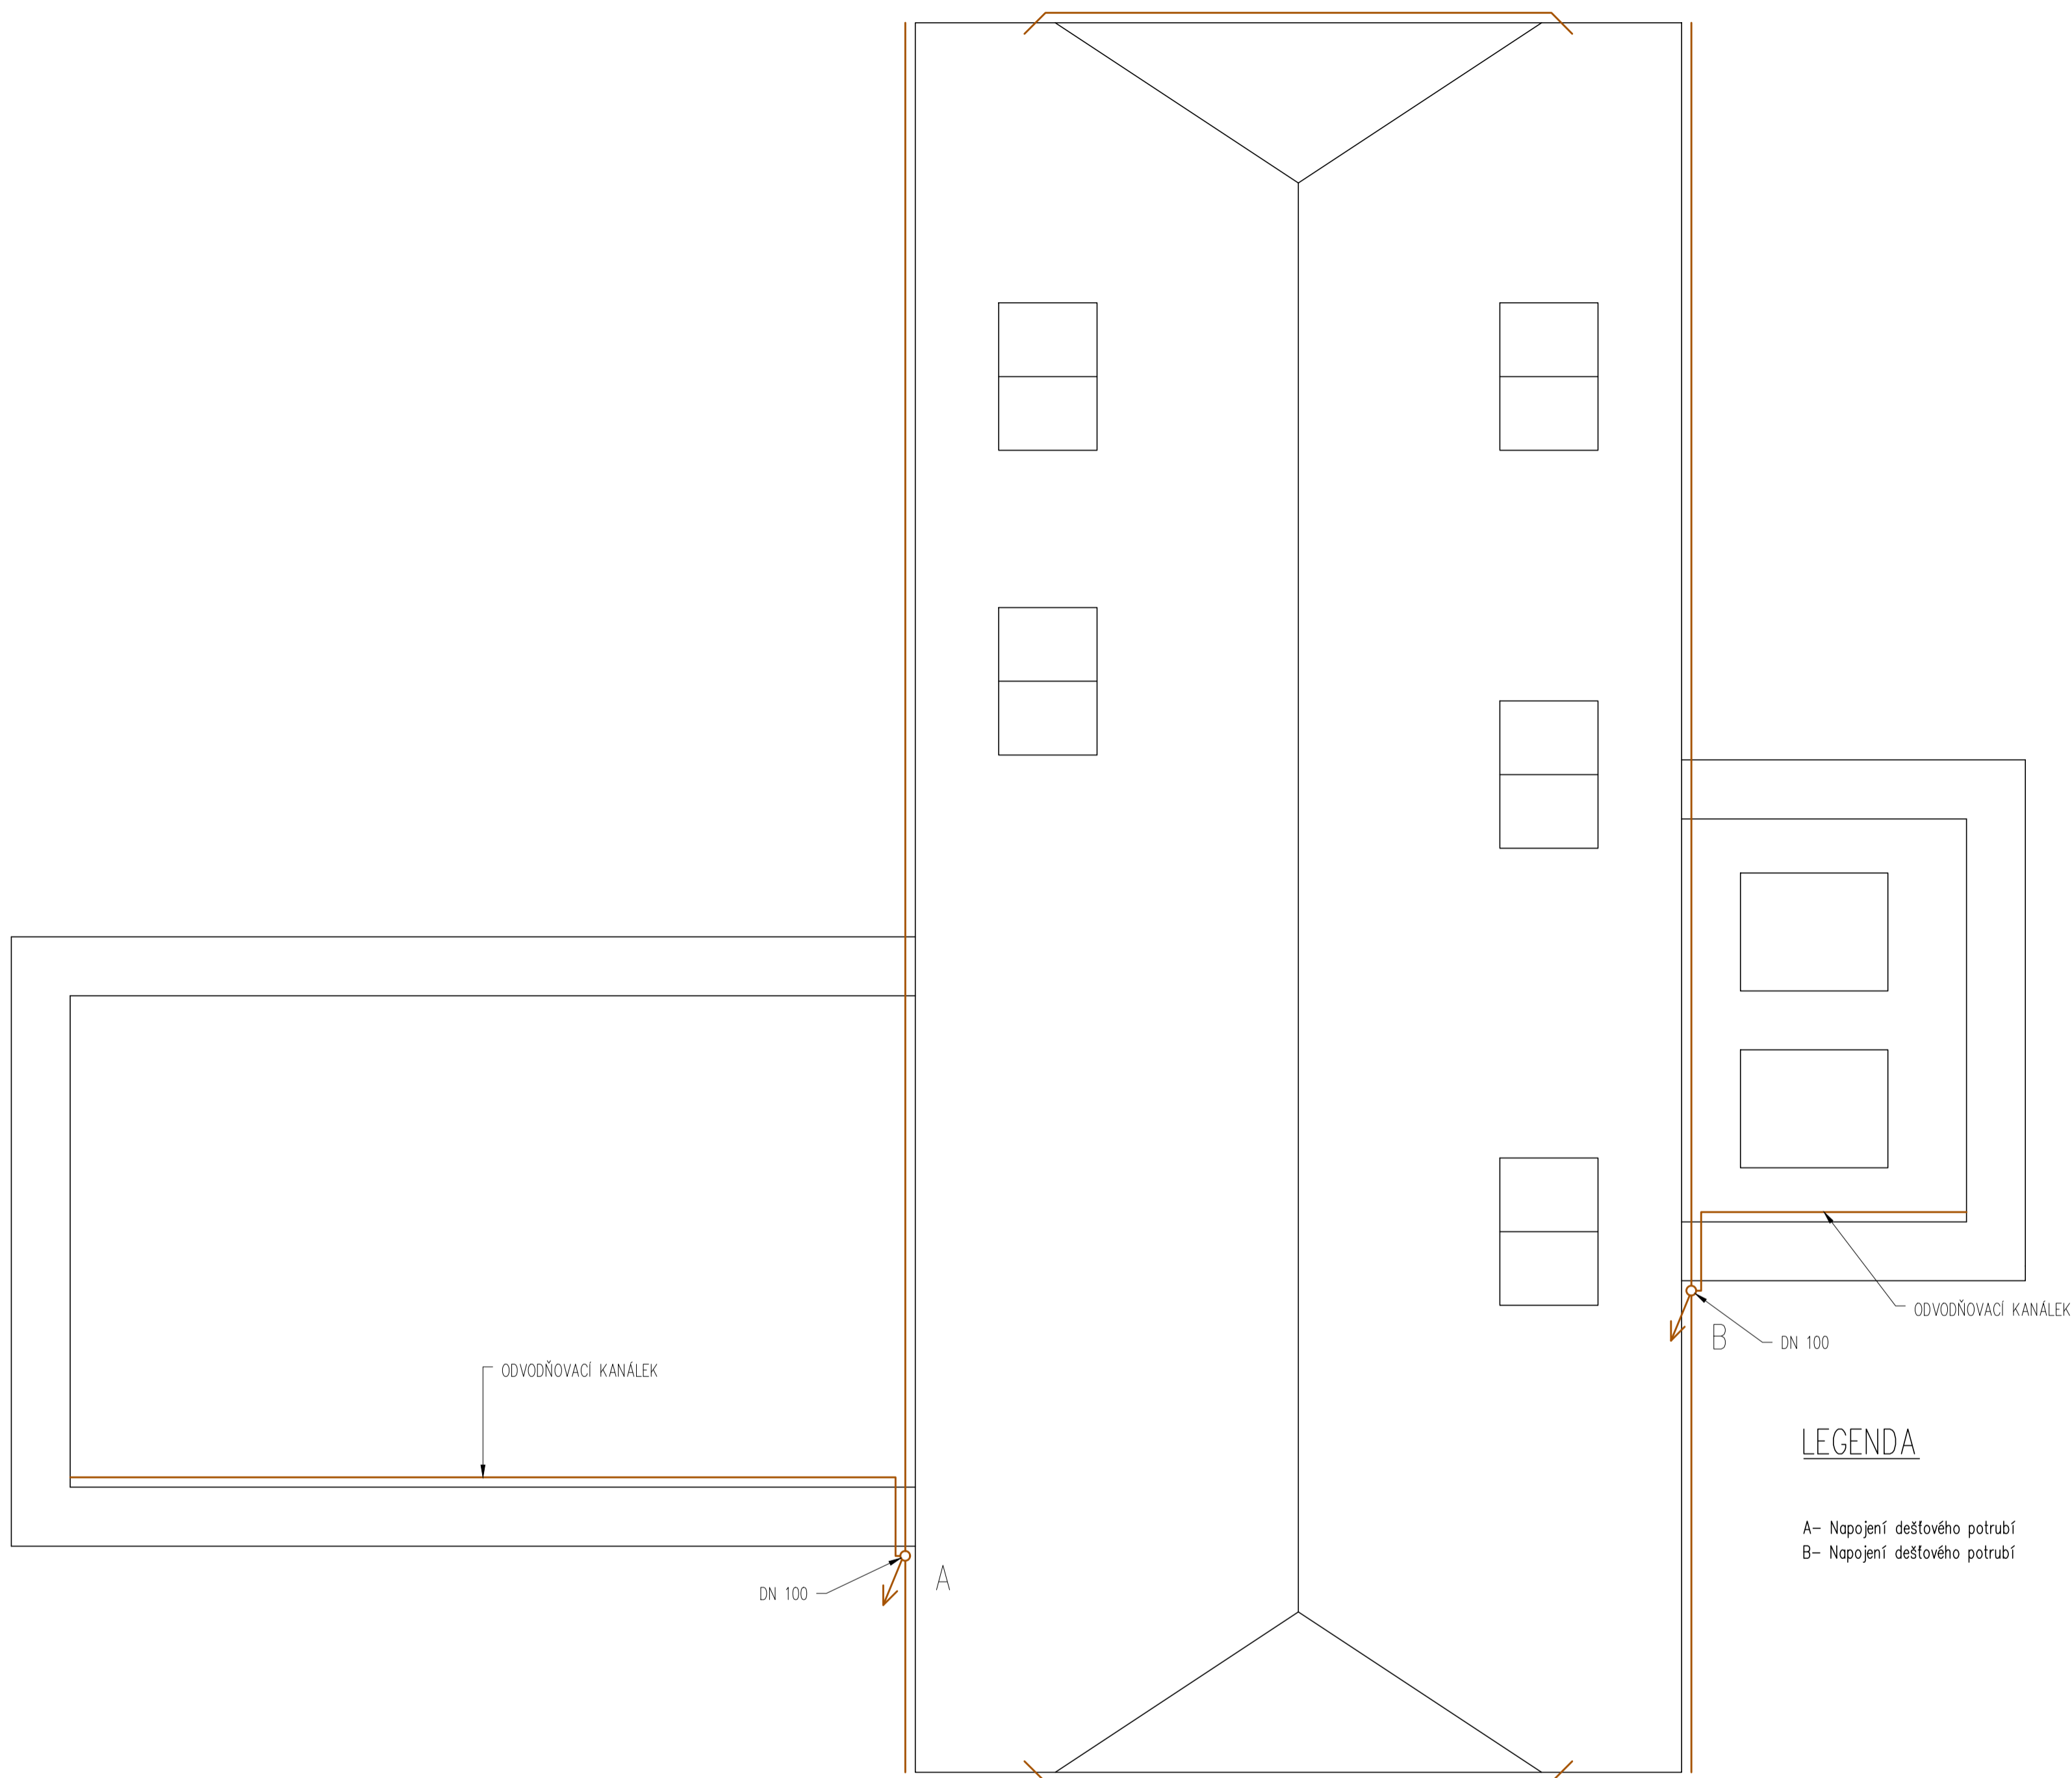 ODVODŇOVACÍ KANÁLEK
B
DN 100
ODVODŇOVACÍ KANÁLEK
LEGENDA
A- Napojení dešťového potrubí
B- Napojení dešťového potrubí
A
DN 100